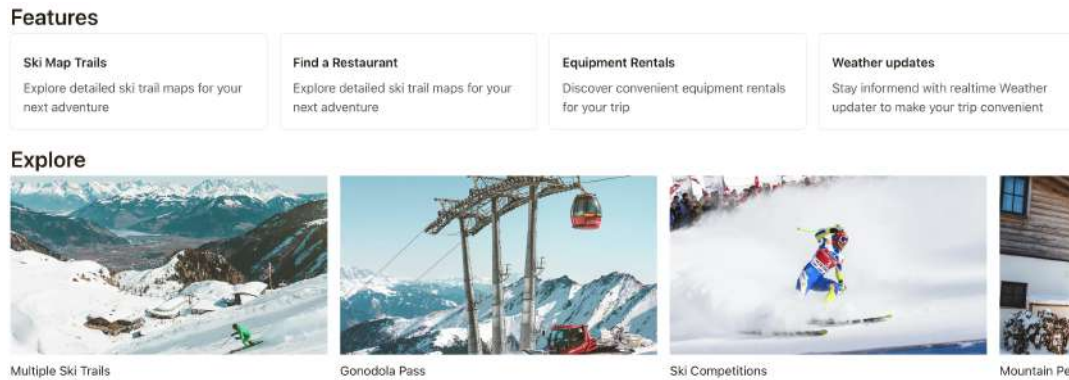 Features
Ski Map Trails
Explore detailed ski trail maps for your
next adventure
Find a Restaurant
Explore detailed ski trail maps for your
next adventure
Equipment Rentals
Discover convenient equipment rentals
for your trip
Weather updates
Stay informend with realtime Weather
updater to make your trip convenient
Explore
Multiple Ski Trails
Gonodola Pass
Ski Competitions
Mountain Pe